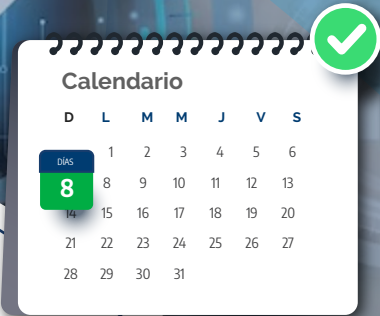 Calendario
D L M M J V S
1 2 3 4 5 6
DÍAS
8
8 9 10 11 12 13
14 15 16 17 18 19 20
21 22 23 24 25 26 27
28 29 30 31